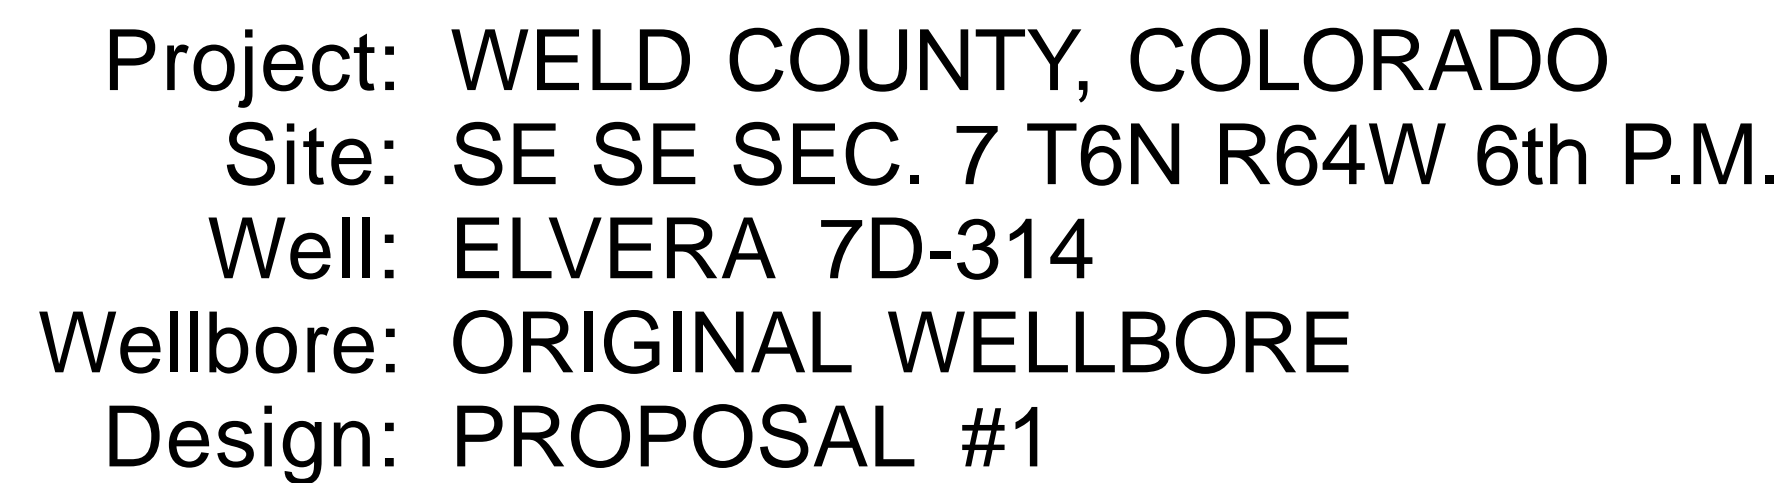 Project: WELD COUNTY, COLORADO
Site: SE SE SEC. 7 T6N R64W 6th P.M.
Well: ELVERA 7D-314
Wellbore: ORIGINAL WELLBORE
Design: PROPOSAL #1